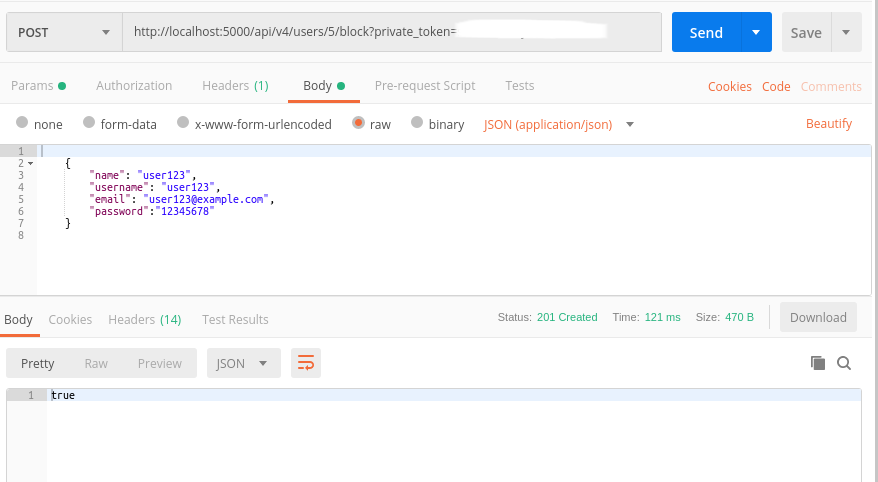 POST http://localhost:5000/api/v4/users/5/block?private_token= Send Save
Params Authorization Headers (1) Body Pre-request Script Tests Cookies Code Comments
none form-data x-www-form-urlencoded raw binary JSON (application/json) Beautify
1
2 {
3 "name": "user123",
4 "username": "user123",
5 "email": "user123@example.com",
6 "password":"12345678"
7 }
8
Body Cookies Headers (14) Test Results Status: 201 Created Time: 121 ms Size: 470 B Download
Pretty Raw Preview JSON
1 true